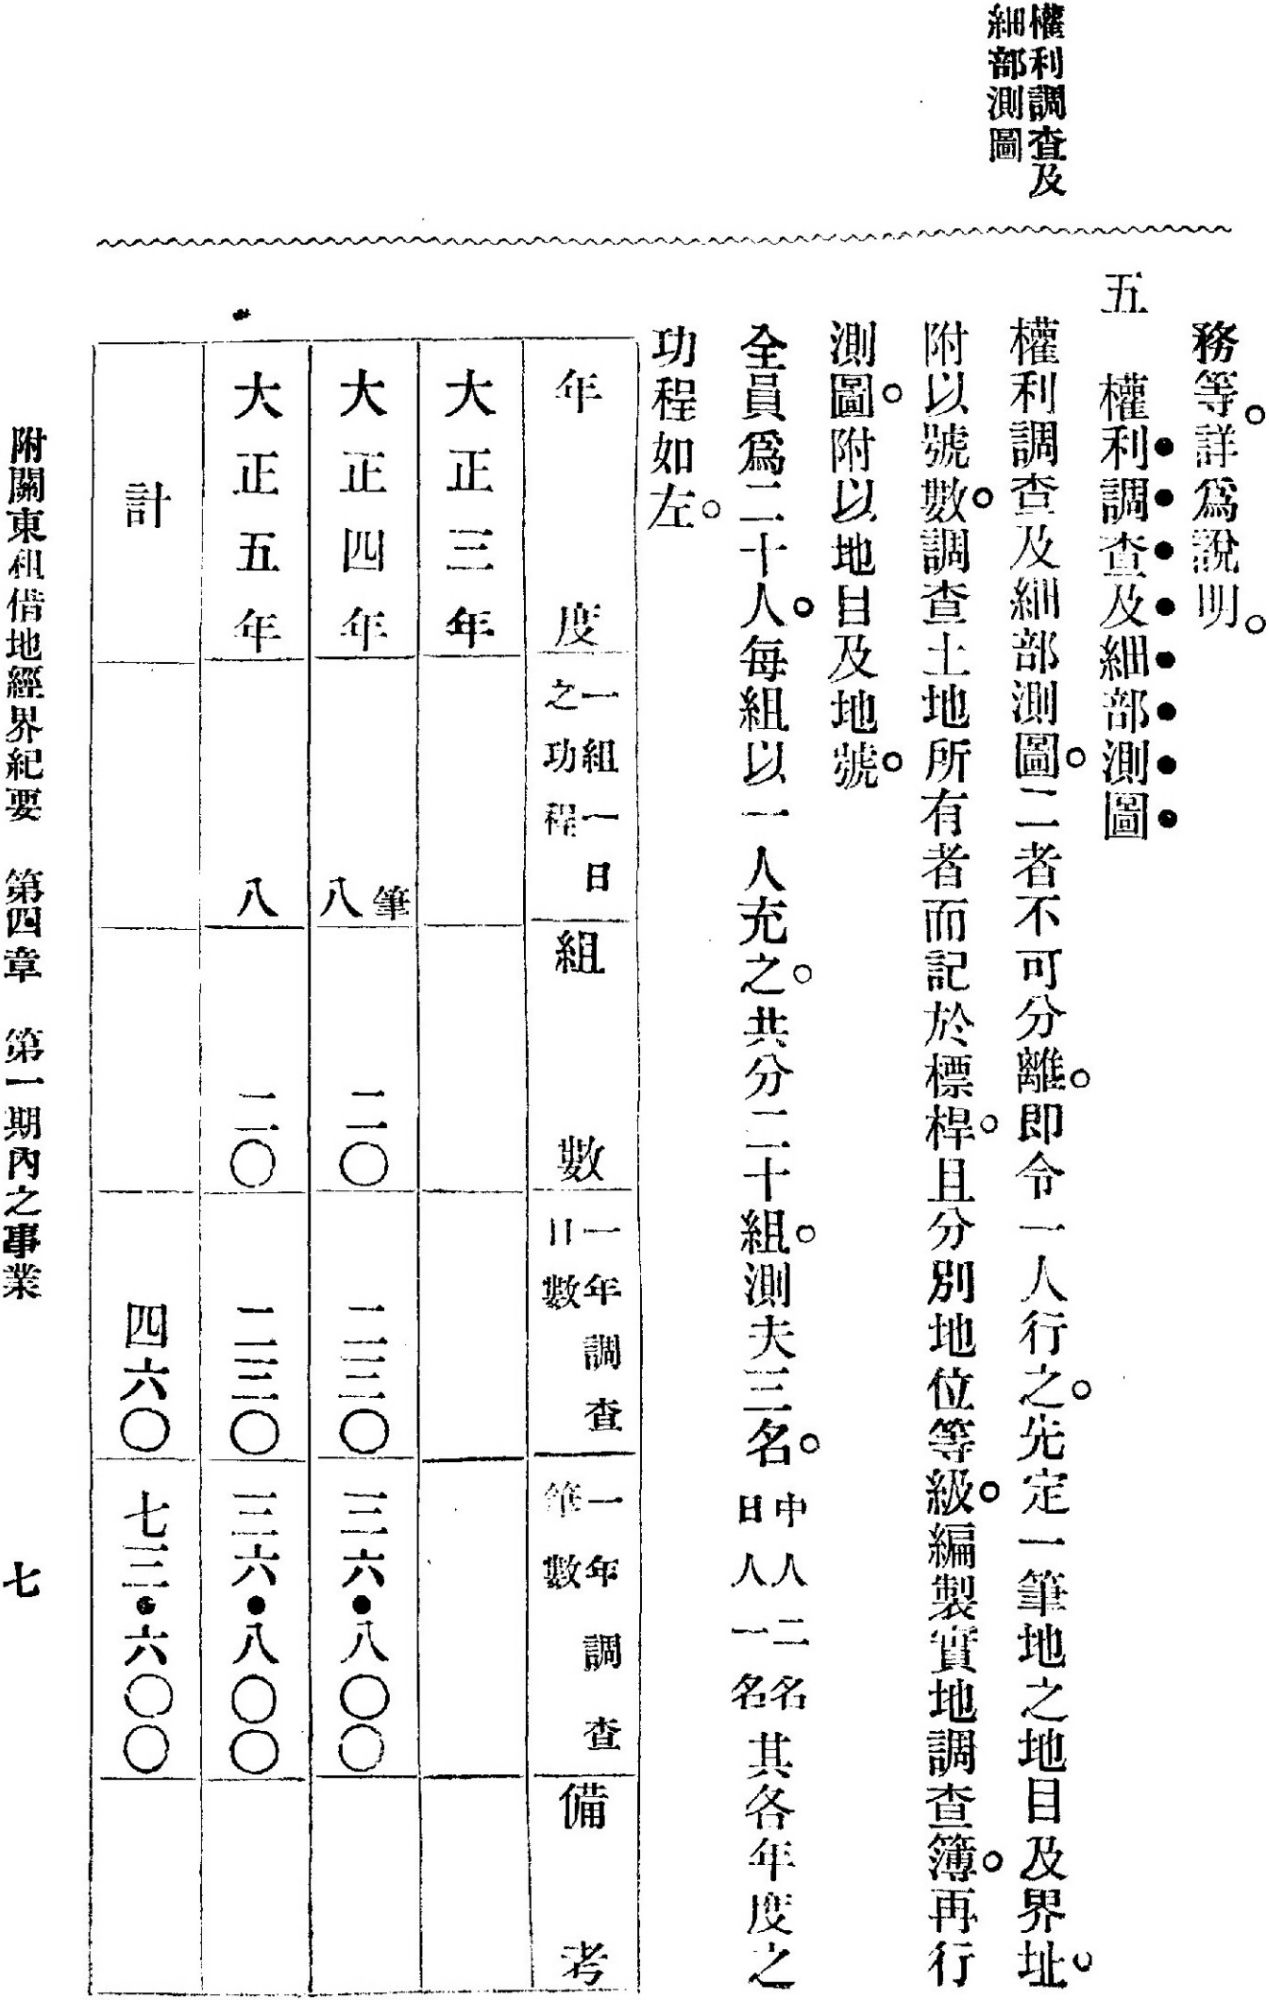 權利調查及
細部測圖
務等。詳爲說明。
五　權利調查及細部測圖
權利調查及細部測圖。二者不可分離。即令一人行之。先定一筆地之地目及界址。
附以號數。調查土地所有者而記於標桿。且分別地位等級。編製實地調查簿。再行
測圖。附以地目及地號。
全員爲二十人。每組以一人充之。共分二十組。測夫三名。中人二名日人一名其各年度之
功程如左。
年度　一組一日之功程　組數　一年調查日數　一年調查筆數　備考
大正三年
大正四年　筆八　二〇　二三〇　三六•八〇〇
大正五年　八　二〇　二三〇　三六•八〇〇
計　四六〇　七三•六〇〇
附關東租借地經界紀要　第四章　第一期內之事業　七